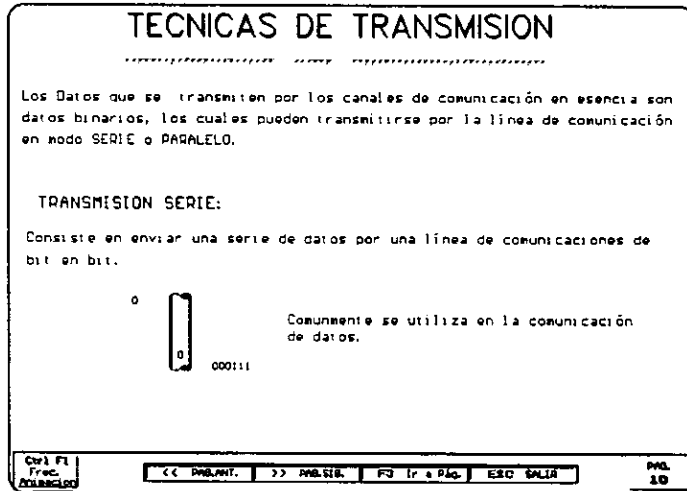 TECNICAS DE TRANSMISION
Los Datos que se transmiten por los canales de comunicación en esencia son
datos binarios, los cuales pueden transmitirse por la línea de comunicación
en modo SERIE o PARALELO.
TRANSMISION SERIE:
Consiste en enviar una serie de datos por una línea de comunicaciones de
bit en bit.
0
Comunmente se utiliza en la comunicación
de datos.
0
000111
Ctrl F1
Frec.
Animacion
<< PAG.ANT.
>> PAG.SIG.
F3 Ir a Pág.
ESC SALIR
PAG.
10